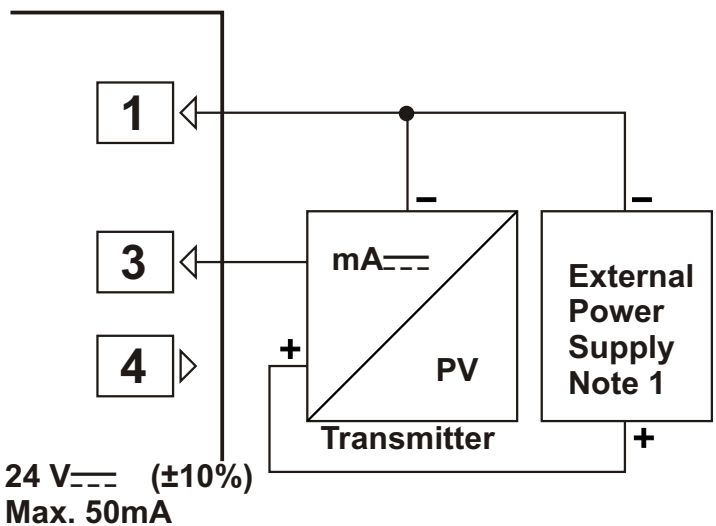 1
−
−
3
mA⎓
External
Power
Supply
Note 1
+
4
PV
Transmitter
+
24 V⎓ (±10%)
Max. 50mA